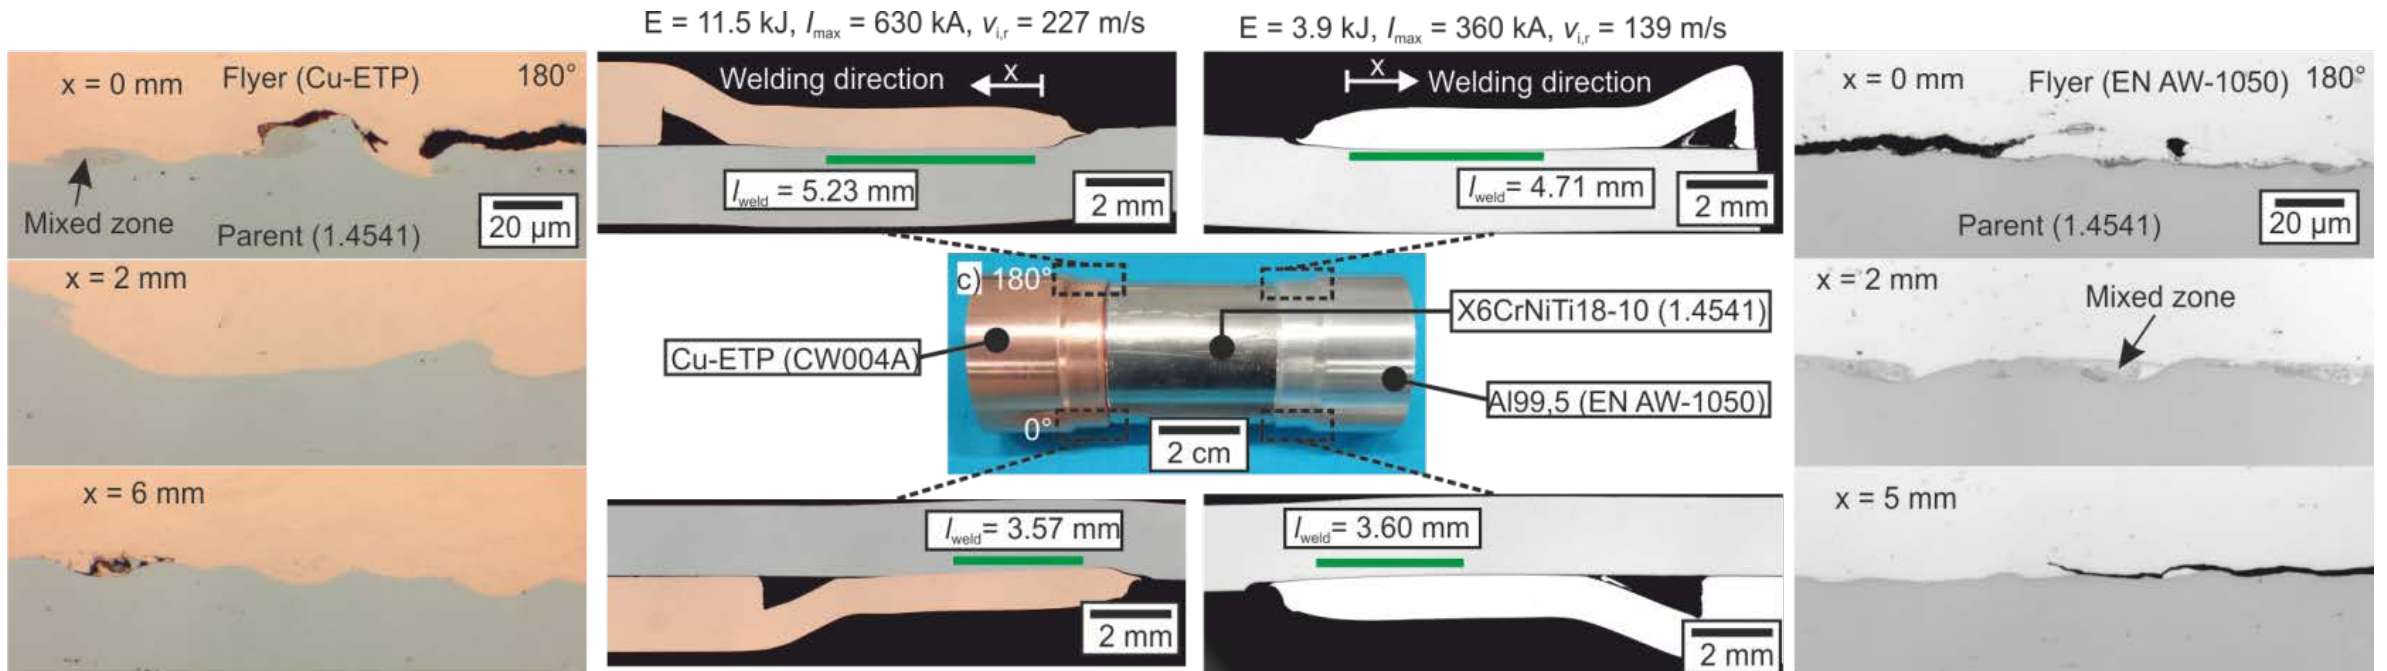 E = 11.5 kJ, Imax = 630 kA, vi,r = 227 m/s
E = 3.9 kJ, Imax = 360 kA, vi,r = 139 m/s
x = 0 mm
Flyer (Cu-ETP)
180°
Mixed zone
Parent (1.4541)
20 µm
x = 2 mm
x = 6 mm
Welding direction
x
lweld = 5.23 mm
2 mm
x
Welding direction
lweld= 4.71 mm
2 mm
c)
180°
0°
Cu-ETP (CW004A)
X6CrNiTi18-10 (1.4541)
Al99,5 (EN AW-1050)
2 cm
lweld= 3.57 mm
2 mm
lweld= 3.60 mm
2 mm
x = 0 mm
Flyer (EN AW-1050)
180°
Parent (1.4541)
20 µm
x = 2 mm
Mixed zone
x = 5 mm